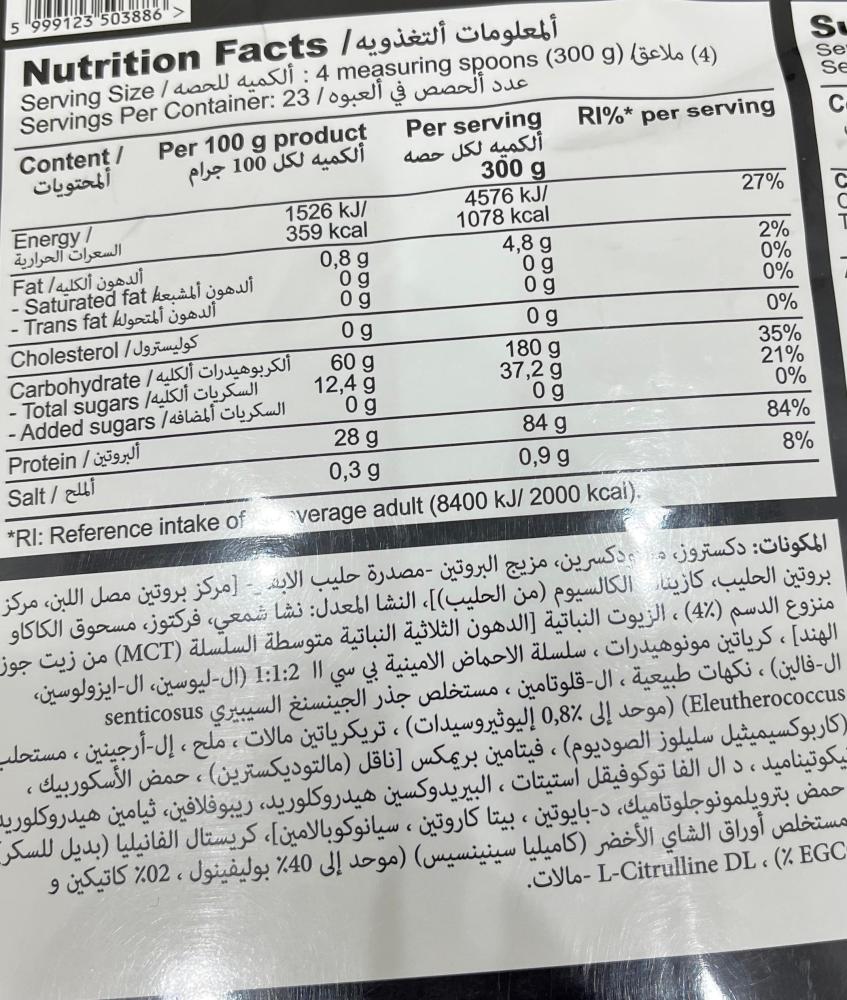 5 999123 503886 >
Nutrition Facts / ألمعلومات ألتغذويه
Serving Size / ألكميه للحصه : 4 measuring spoons (300 g) / (4) ملاعق
Servings Per Container: 23 / عدد ألحصص في ألعبوه
Content / ألمحتويات
Per 100 g product ألكميه لكل 100 جرام
Per serving ألكميه لكل حصه 300 g
RI%* per serving
Energy / السعرات الحرارية 1526 kJ/ 359 kcal 4576 kJ/ 1078 kcal 27%
Fat / ألدهون ألكليه 0,8 g 4,8 g 2%
- Saturated fat / ألدهون ألمشبعه 0 g 0 g 0%
- Trans fat / ألدهون ألمتحوله 0 g 0 g 0%
Cholesterol / كوليسترول 0 g 0 g 0%
Carbohydrate / ألكربوهيدرات ألكليه 60 g 180 g 35%
- Total sugars / السكريات ألكليه 12,4 g 37,2 g 21%
- Added sugars / السكريات ألمضافه 0 g 0 g 0%
Protein / ألبروتين 28 g 84 g 84%
Salt / ألملح 0,3 g 0,9 g 8%
*RI: Reference intake of verage adult (8400 kJ/ 2000 kcal).
المكونات: دكستروز، دكسرين، مزيج البروتين -مصدرة حليب - [مركز بروتين مصل اللبن، مركز
بروتين الحليب، الكالسيوم (من الحليب)]، النشا المعدل: نشا شمعي، فركتوز، مسحوق الكاكاو
منزوع الدسم (4٪) ، الزيوت النباتية [الدهون الثلاثية النباتية متوسطة السلسلة (MCT) من زيت جوز
الهند] ، كرياتين مونوهيدرات ، سلسلة الاحماض الامينية بي سي اا 1:1:2 (ال-ليوسين، ال-ايزولوسين،
ال-فالين) ، نكهات طبيعية ، ال-قلوتامين ، مستخلص جذر الجينسنغ السيبيري senticosus
Eleutherococcus) (موحد إلى 0,8٪ إليوثيروسيدات) ، تريكرياتين مالات ، ملح ، إل-أرجينين ،
(كاربوكسيميثيل سليلوز الصوديوم) ، فيتامين بريمكس [ناقل (مالتوديكسترين) ، حمض الأسكوربيك ،
د ال الفا توكوفيقل أستيتات ، البيريدوكسين هيدروكلوريد، ريبوفلافين، ثيامين
حمض بترويلمونوجلوتاميك، د-بايوتين ، بيتا كاروتين ، سيانوكوبالامين]، كريستال الفانيليا (بديل للسكر
مستخلص أوراق الشاي الأخضر (كاميليا سينينسيس) (موحد إلى 40٪ بوليفينول ، 02٪ كاتيكين و
٪ EGC) ، L-Citrulline DL -مالات.